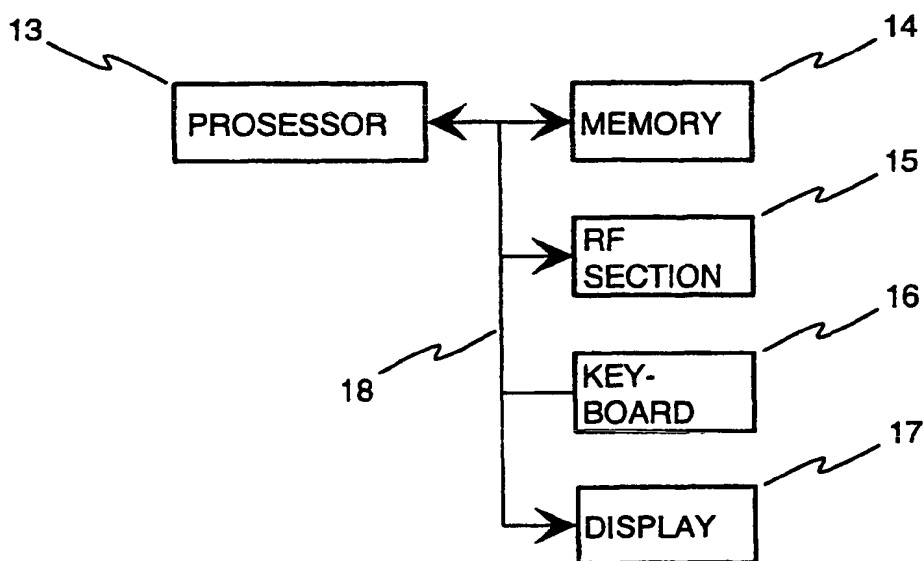 13
14
PROSESSOR
MEMORY
15
RF
SECTION
16
18
KEY-
BOARD
17
DISPLAY